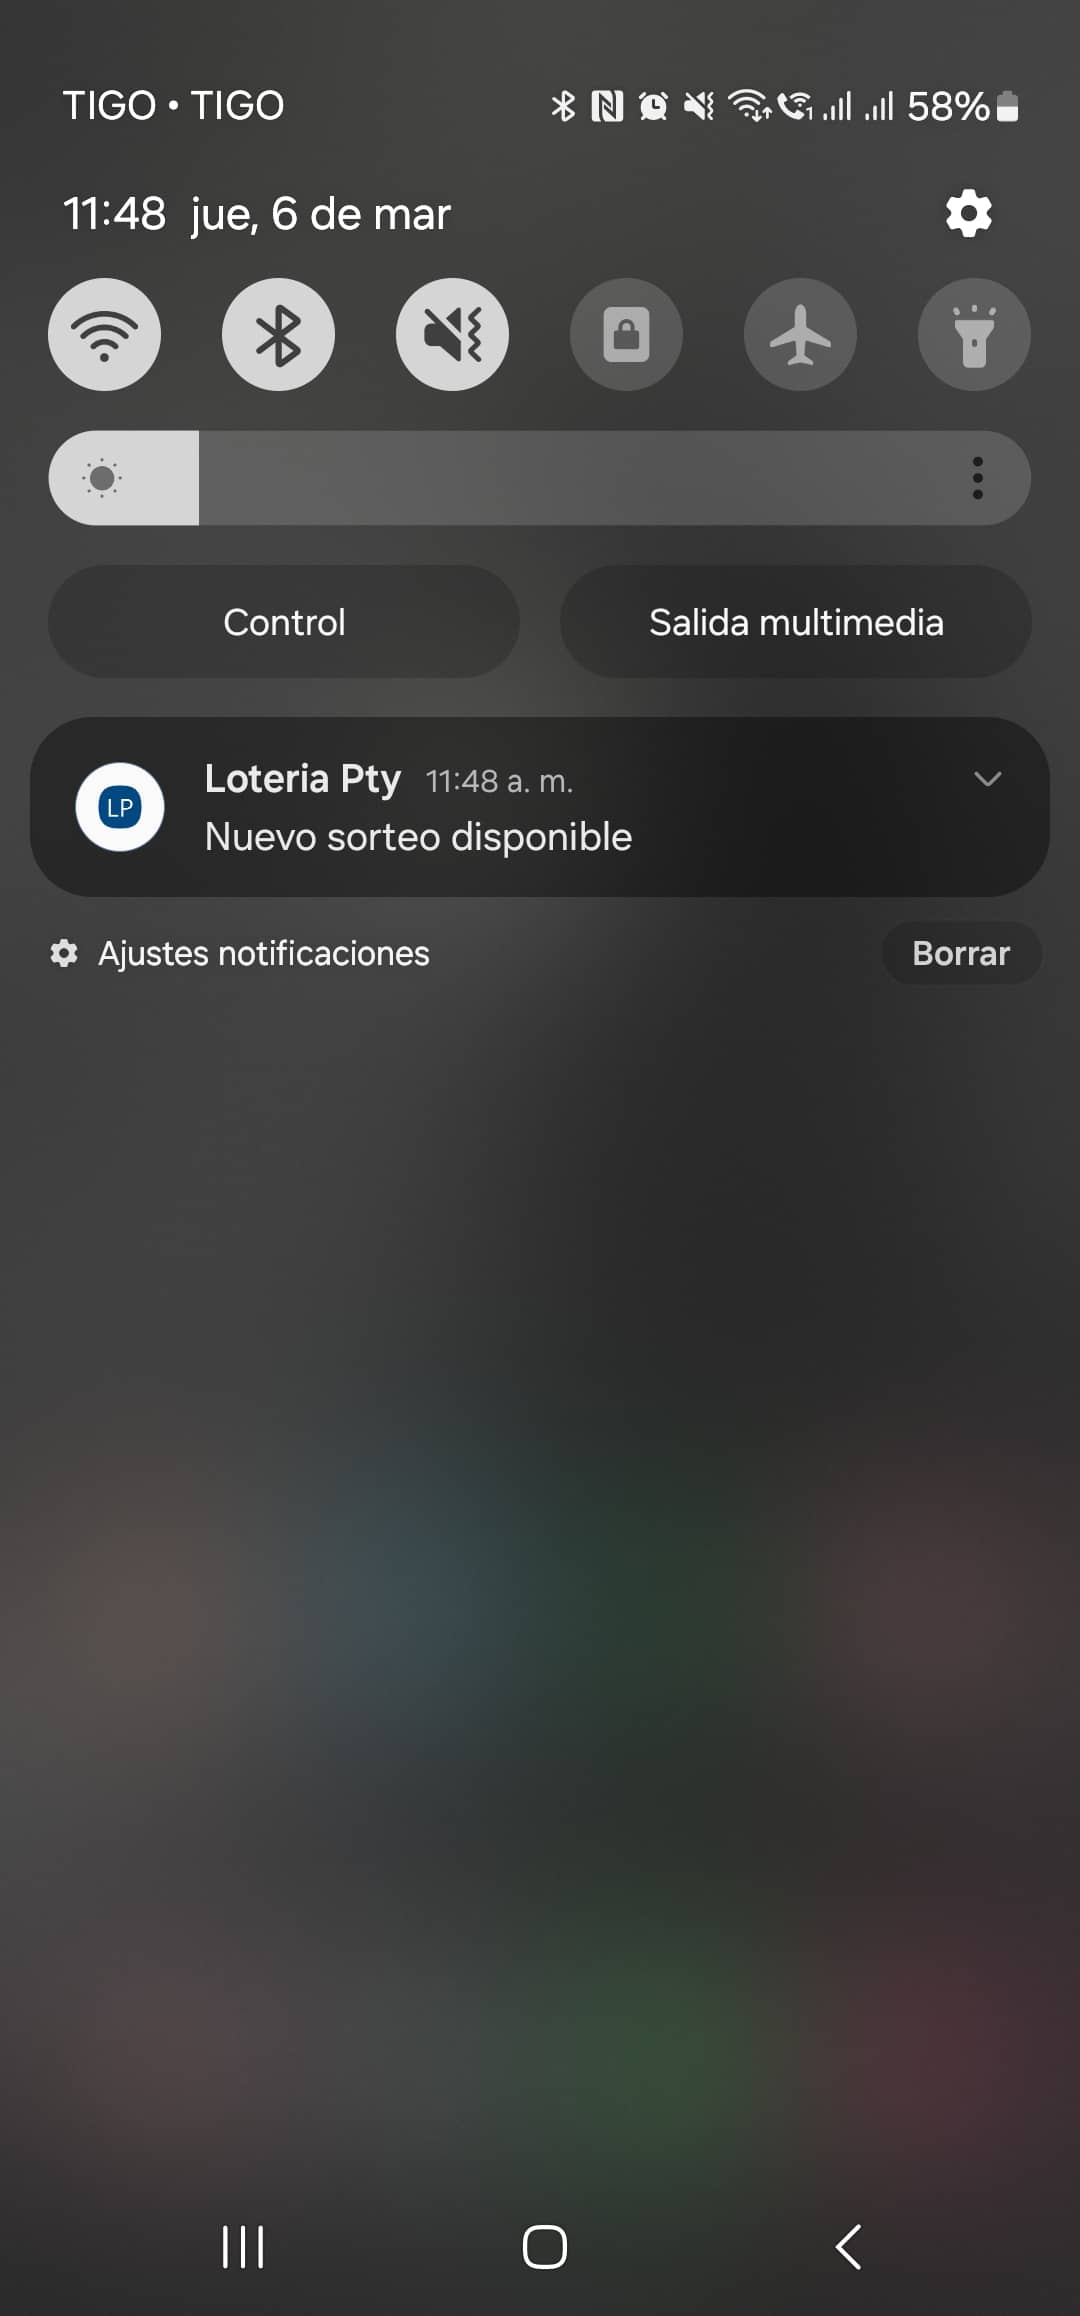 TIGO • TIGO 58%
11:48 jue, 6 de mar
Control
Salida multimedia
Loteria Pty 11:48 a. m.
LP
Nuevo sorteo disponible
Ajustes notificaciones
Borrar